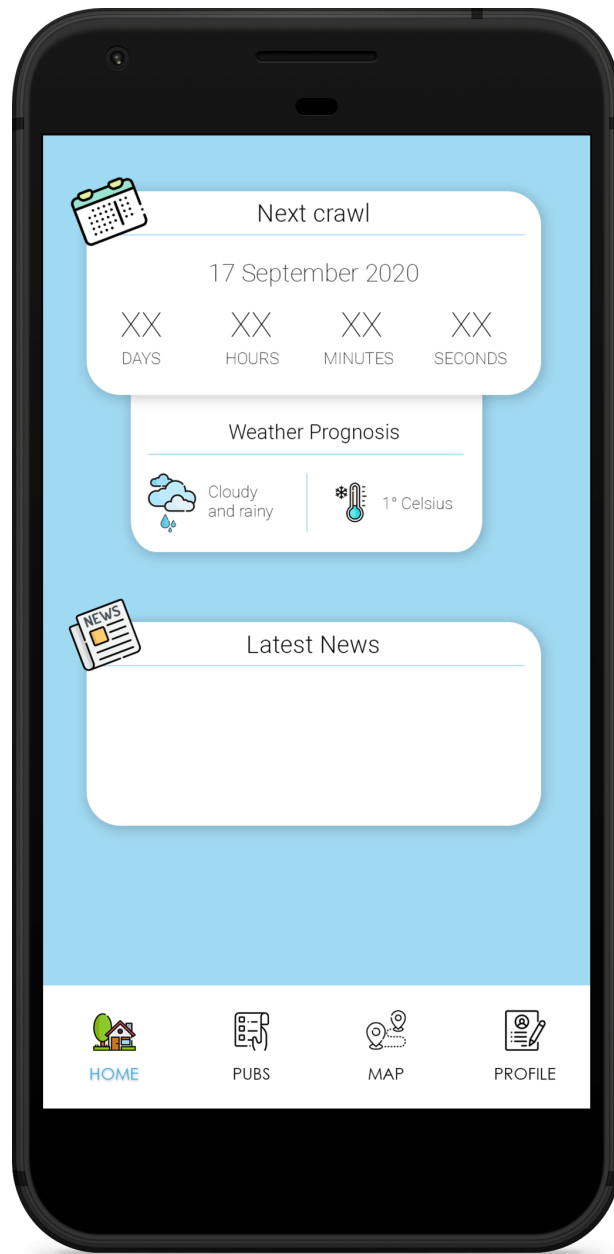 Next crawl
17 September 2020
XX XX XX XX
DAYS HOURS MINUTES SECONDS
Weather Prognosis
Cloudy
and rainy
1° Celsius
NEWS
Latest News
HOME PUBS MAP PROFILE